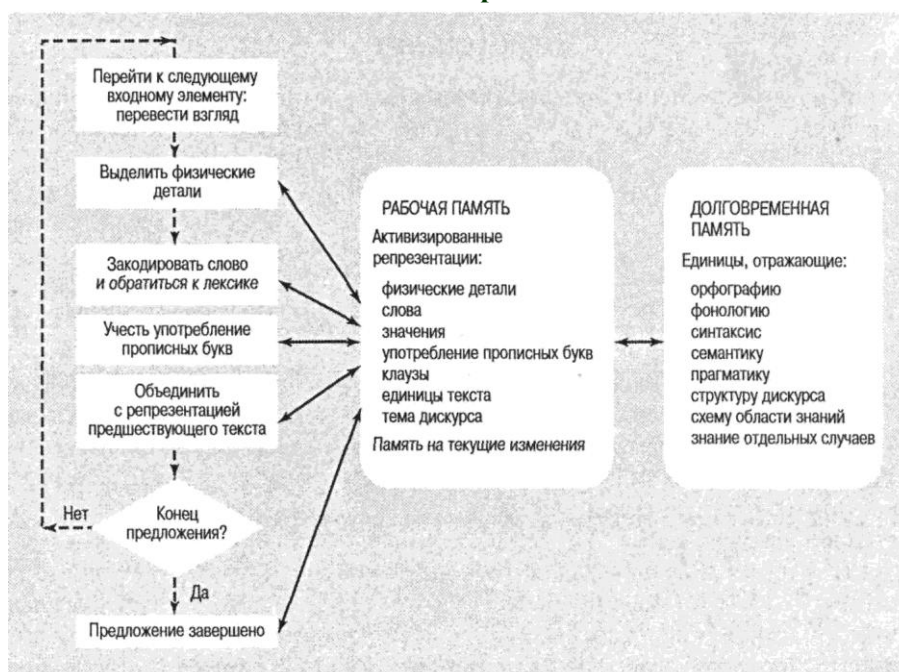 Перейти к следующему
входному элементу:
перевести взгляд
Выделить физические
детали
Закодировать слово
и обратиться к лексике
Учесть употребление
прописных букв
Объединить
с репрезентацией
предшествующего текста
Нет
Конец
предложения?
Да
Предложение завершено
РАБОЧАЯ ПАМЯТЬ
Активизированные
репрезентации:
физические детали
слова
значения
употребление прописных букв
клаузы
единицы текста
тема дискурса
Память на текущие изменения
ДОЛГОВРЕМЕННАЯ
ПАМЯТЬ
Единицы, отражающие:
орфографию
фонологию
синтаксис
семантику
прагматику
структуру дискурса
схему области знаний
знание отдельных случаев